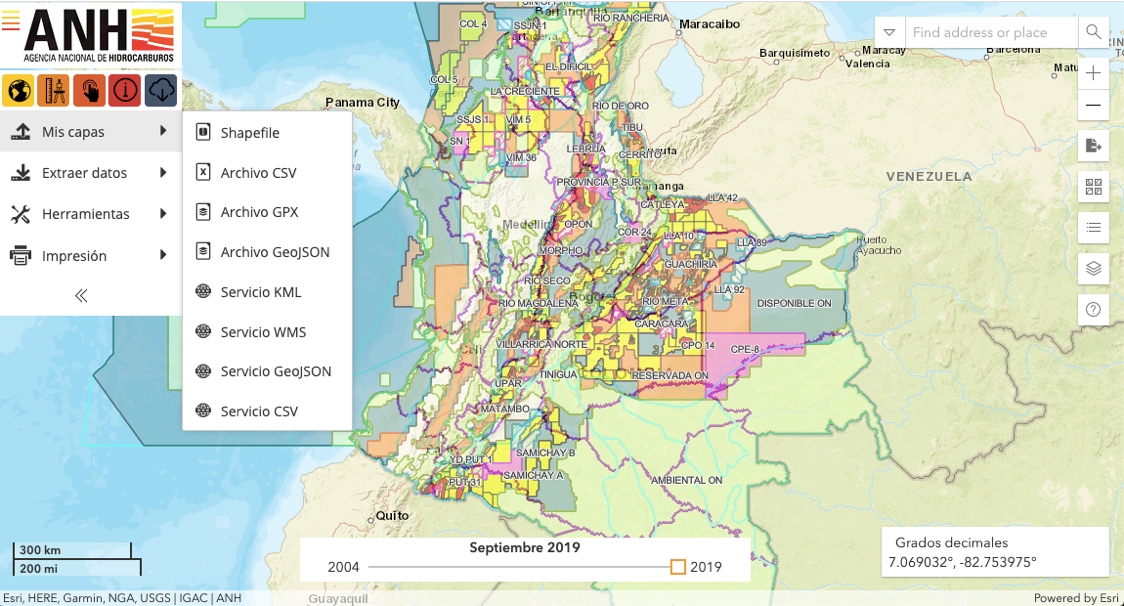 ANH
AGENCIA NACIONAL DE HIDROCARBUROS
Mis capas
Extraer datos
Herramientas
Impresión
Shapefile
Archivo CSV
Archivo GPX
Archivo GeoJSON
Servicio KML
Servicio WMS
Servicio GeoJSON
Servicio CSV
Find address or place
Barranquilla
RIO RANCHERIA
COL 4
SSJN-1
Maracaibo
Maracay
Barquisimeto
Valencia
Barcelona
Matu
EL DIFICIL
COL 5
LA CRECIENTE
Panama City
RIO DE ORO
SSJS 1
VIM 5
TIBU
SN 1
LEBRIJA
CERRITO
VIM 36
VENEZUELA
PROVINCIA P SUR
CATLEYA
LLA 42
Medellín
OPON
COR 24
LLA 10
LLA 89
Puerto
Ayacucho
MORPHO
GUACHIRIA
RIO SECO
LLA 92
Bogotá
RIO MAGDALENA
RIO META
DISPONIBLE ON
CARACARA
VILLARRICA NORTE
CPO 14
CPE-8
Cali
TINIGUA
RESERVADA ON
UPAR
MATAMBO
YD PUT 1
SAMICHAY B
SAMICHAY A
PUT 31
AMBIENTAL ON
Quito
300 km
200 mi
Septiembre 2019
2004
2019
Grados decimales
7.069032°, -82.753975°
Esri, HERE, Garmin, NGA, USGS | IGAC | ANH
Guayaquil
Powered by Esri